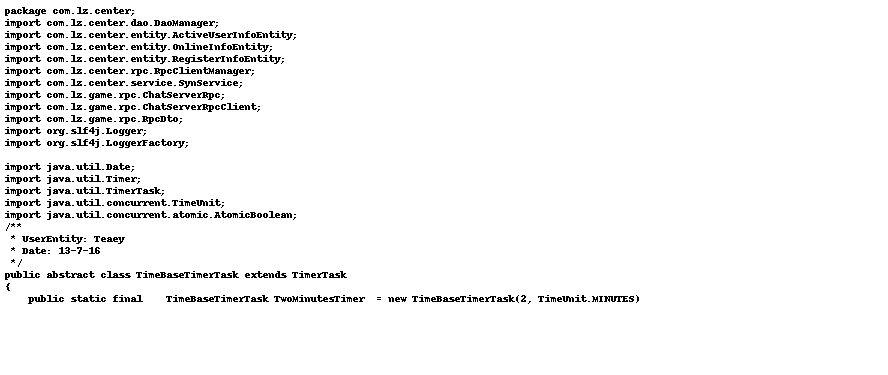 package com.lz.center;
import com.lz.center.dao.DaoManager;
import com.lz.center.entity.ActiveUserInfoEntity;
import com.lz.center.entity.OnlineInfoEntity;
import com.lz.center.entity.RegisterInfoEntity;
import com.lz.center.rpc.RpcClientManager;
import com.lz.center.service.SynService;
import com.lz.game.rpc.ChatServerRpc;
import com.lz.game.rpc.ChatServerRpcClient;
import com.lz.game.rpc.RpcDto;
import org.slf4j.Logger;
import org.slf4j.LoggerFactory;

import java.util.Date;
import java.util.Timer;
import java.util.TimerTask;
import java.util.concurrent.TimeUnit;
import java.util.concurrent.atomic.AtomicBoolean;
/**
 * UserEntity: Teaey
 * Date: 13-7-16
 */
public abstract class TimeBaseTimerTask extends TimerTask
{
    public static final    TimeBaseTimerTask TwoMinutesTimer  = new TimeBaseTimerTask(2, TimeUnit.MINUTES)